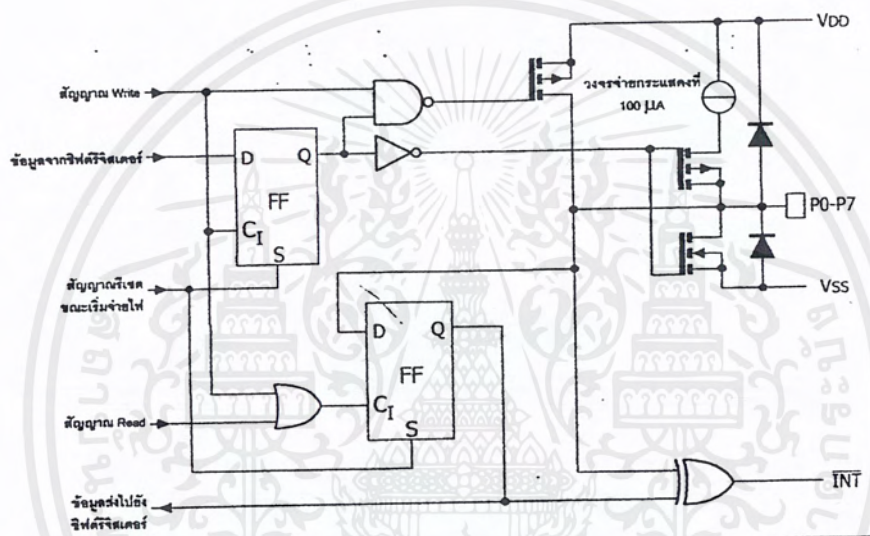 VDD
สัญญาณ Write
วงจรจ่ายกระแสคงที่
100 µA
ข้อมูลจากชิฟต์รีจิสเตอร์
D
Q
FF
CI
S
P0-P7
สัญญาณรีเซต
ขณะเริ่มจ่ายไฟ
VSS
D
Q
FF
CI
S
สัญญาณ Read
INT
ข้อมูลส่งไปยัง
ชิฟต์รีจิสเตอร์